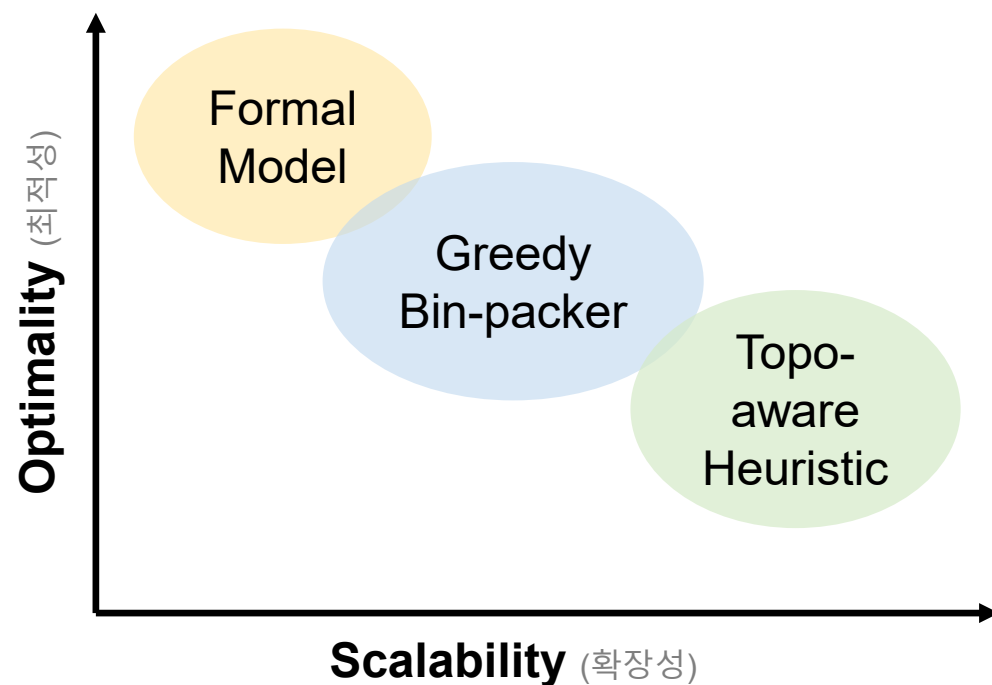 Optimality (최적성)
Formal
Model
Greedy
Bin-packer
Topo-
aware
Heuristic
Scalability (확장성)